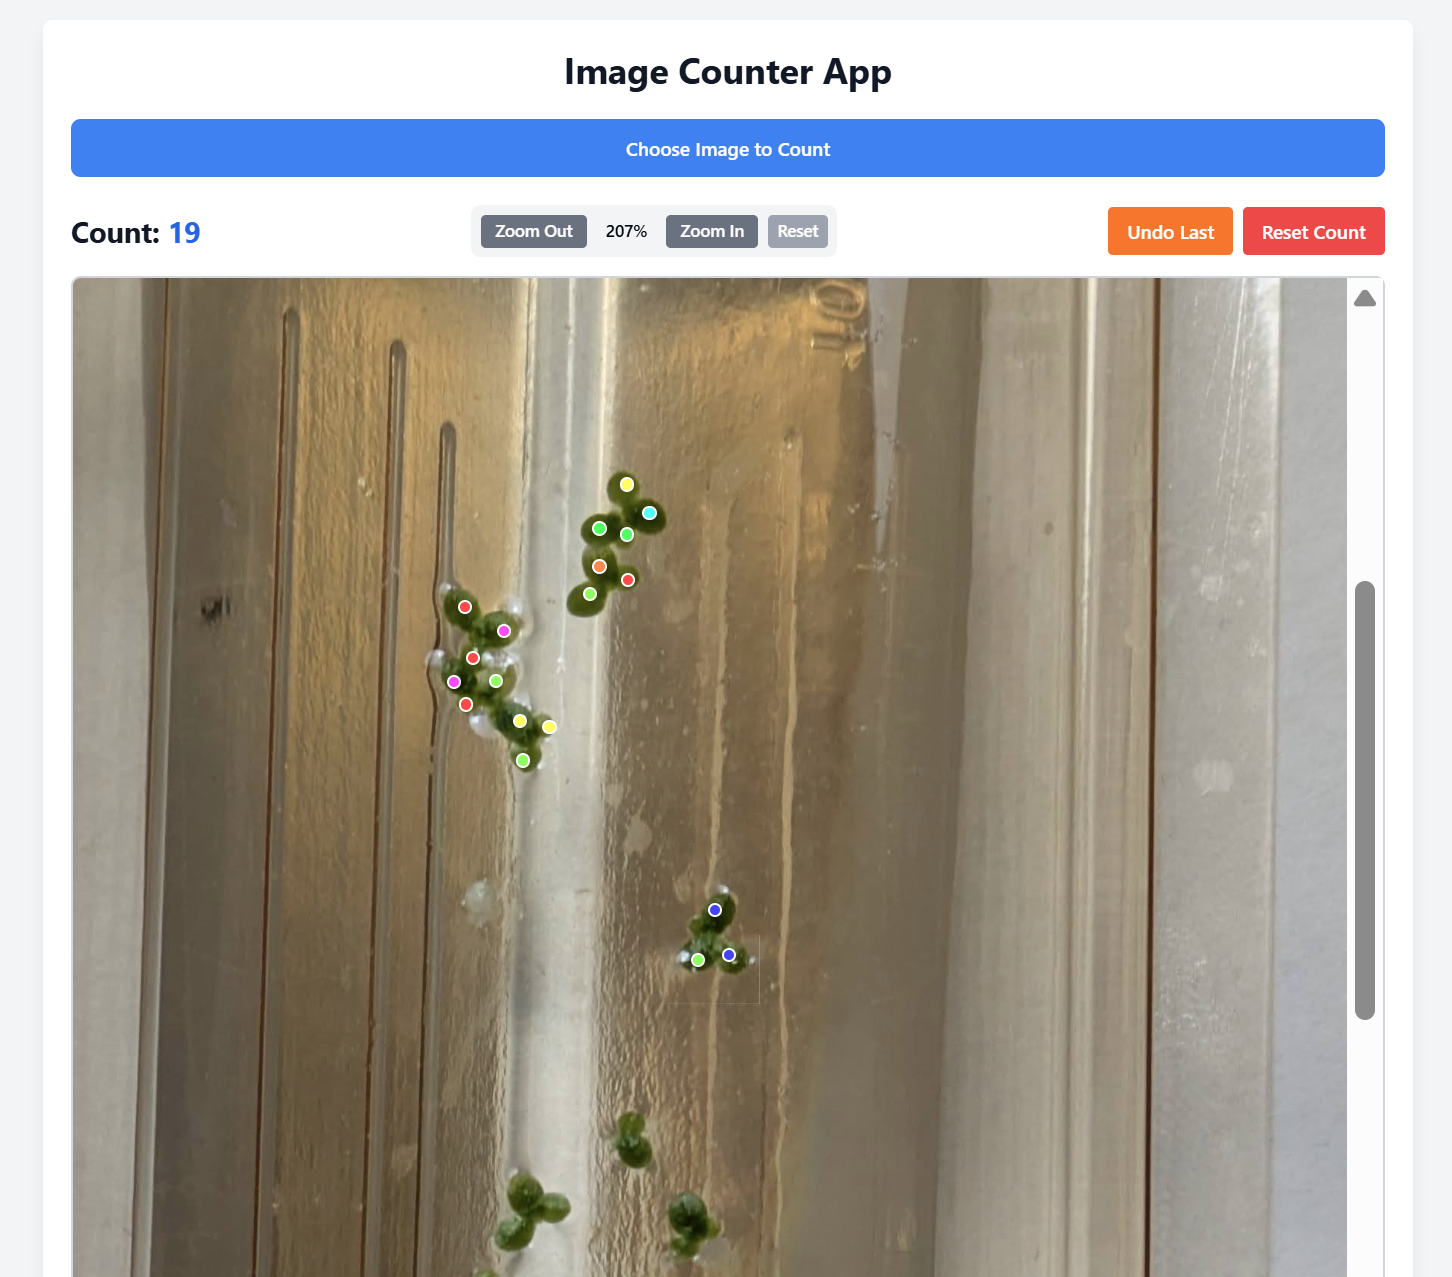 Image Counter App
Choose Image to Count
Count: 19
Zoom Out
207%
Zoom In
Reset
Undo Last
Reset Count